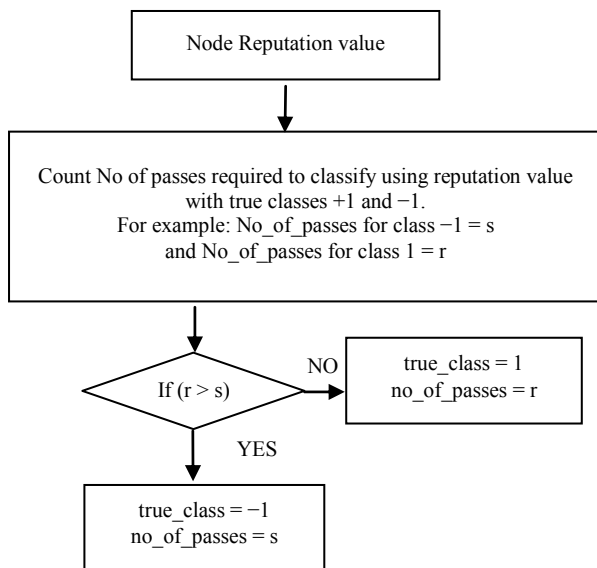 Node Reputation value
Count No of passes required to classify using reputation value
with true classes +1 and −1.
For example: No_of_passes for class −1 = s
and No_of_passes for class 1 = r
If (r > s)
NO
true_class = 1
no_of_passes = r
YES
true_class = −1
no_of_passes = s